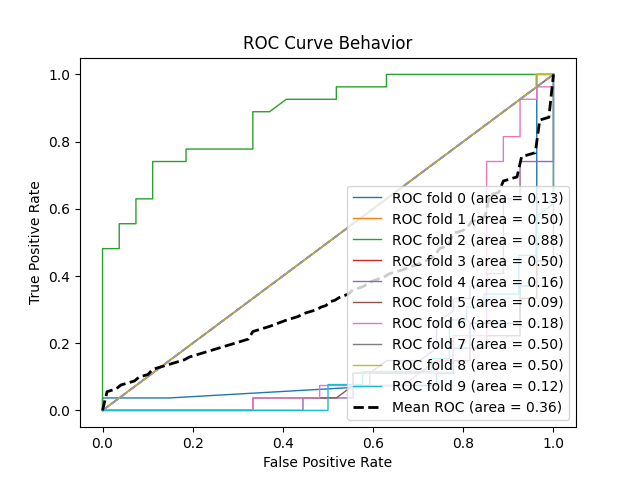 ROC Curve Behavior
True Positive Rate
1.0
0.8
0.6
0.4
0.2
0.0
ROC fold 0 (area = 0.13)
ROC fold 1 (area = 0.50)
ROC fold 2 (area = 0.88)
ROC fold 3 (area = 0.50)
ROC fold 4 (area = 0.16)
ROC fold 5 (area = 0.09)
ROC fold 6 (area = 0.18)
ROC fold 7 (area = 0.50)
ROC fold 8 (area = 0.50)
ROC fold 9 (area = 0.12)
Mean ROC (area = 0.36)
0.0 0.2 0.4 0.6 0.8 1.0
False Positive Rate